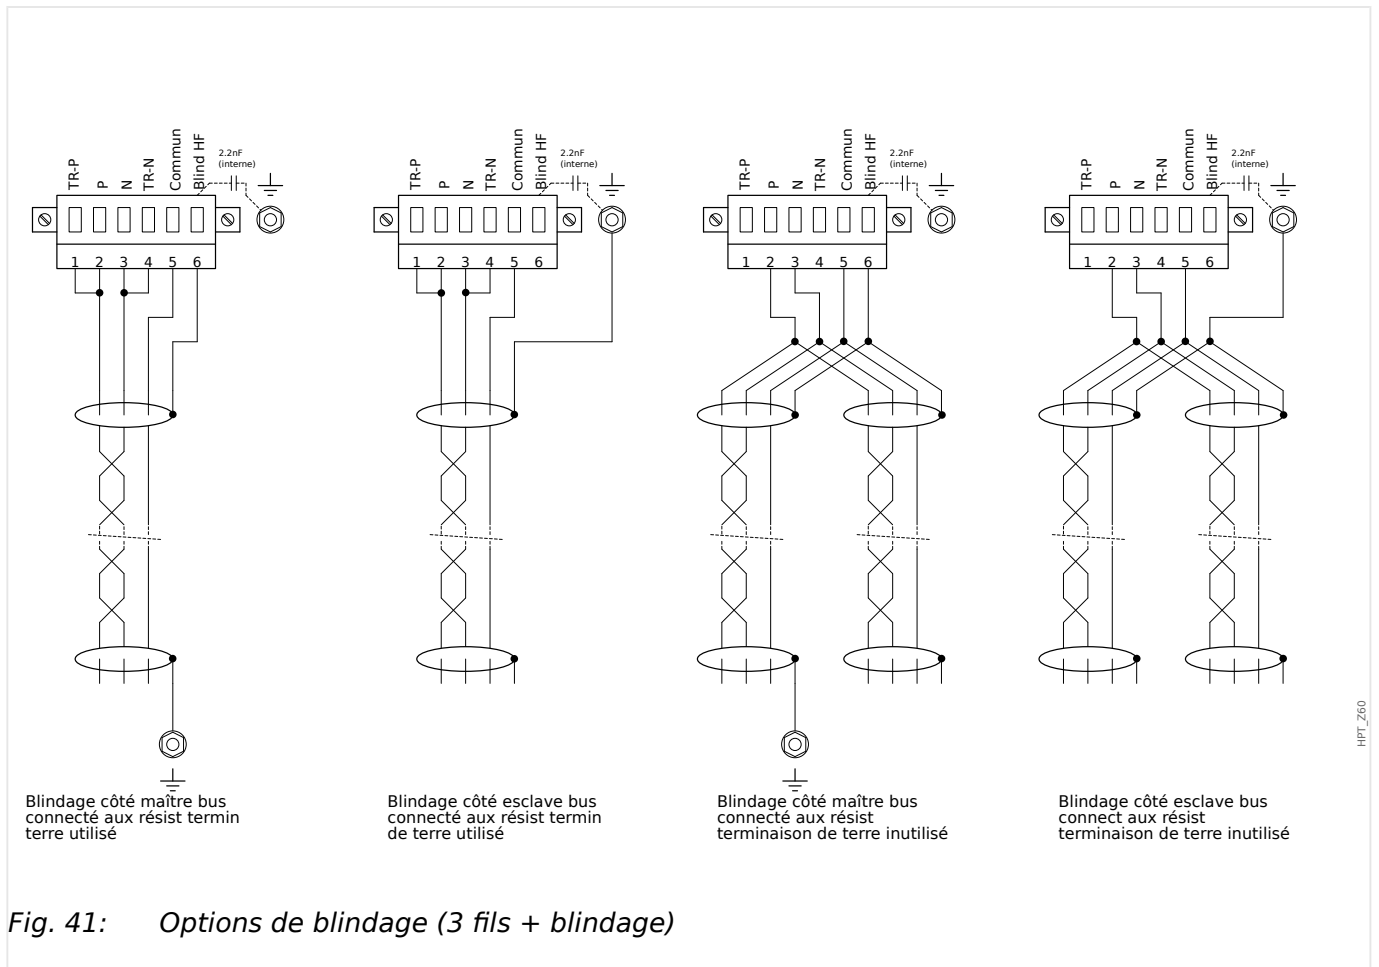 TR-P P N TR-N Commun Blind HF
2.2nF
(interne)
1 2 3 4 5 6
TR-P P N TR-N Commun Blind HF
2.2nF
(interne)
1 2 3 4 5 6
TR-P P N TR-N Commun Blind HF
2.2nF
(interne)
1 2 3 4 5 6
TR-P P N TR-N Commun Blind HF
2.2nF
(interne)
1 2 3 4 5 6
HPT_Z60
Blindage côté maître bus
connecté aux résist termin
terre utilisé
Blindage côté esclave bus
connecté aux résist termin
de terre utilisé
Blindage côté maître bus
connecté aux résist
terminaison de terre inutilisé
Blindage côté esclave bus
connect aux résist
terminaison de terre inutilisé
Fig. 41: Options de blindage (3 fils + blindage)